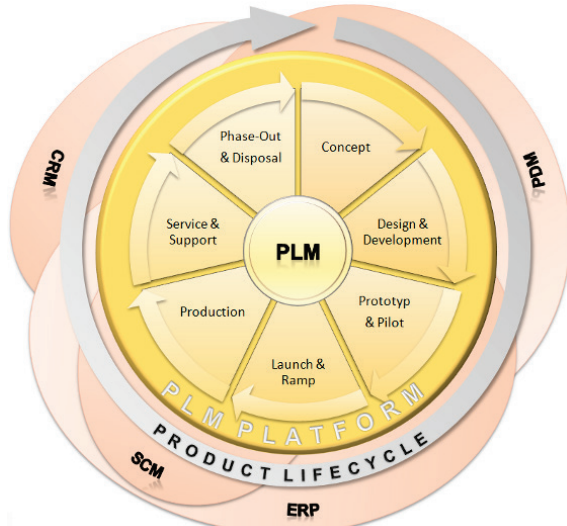 Phase-Out
& Disposal
Concept
CRM
PDM
Service &
Support
PLM
Design &
Development
Production
Prototyp
& Pilot
Launch &
Ramp
PLM PLATFORM
PRODUCT LIFECYCLE
SCM
ERP